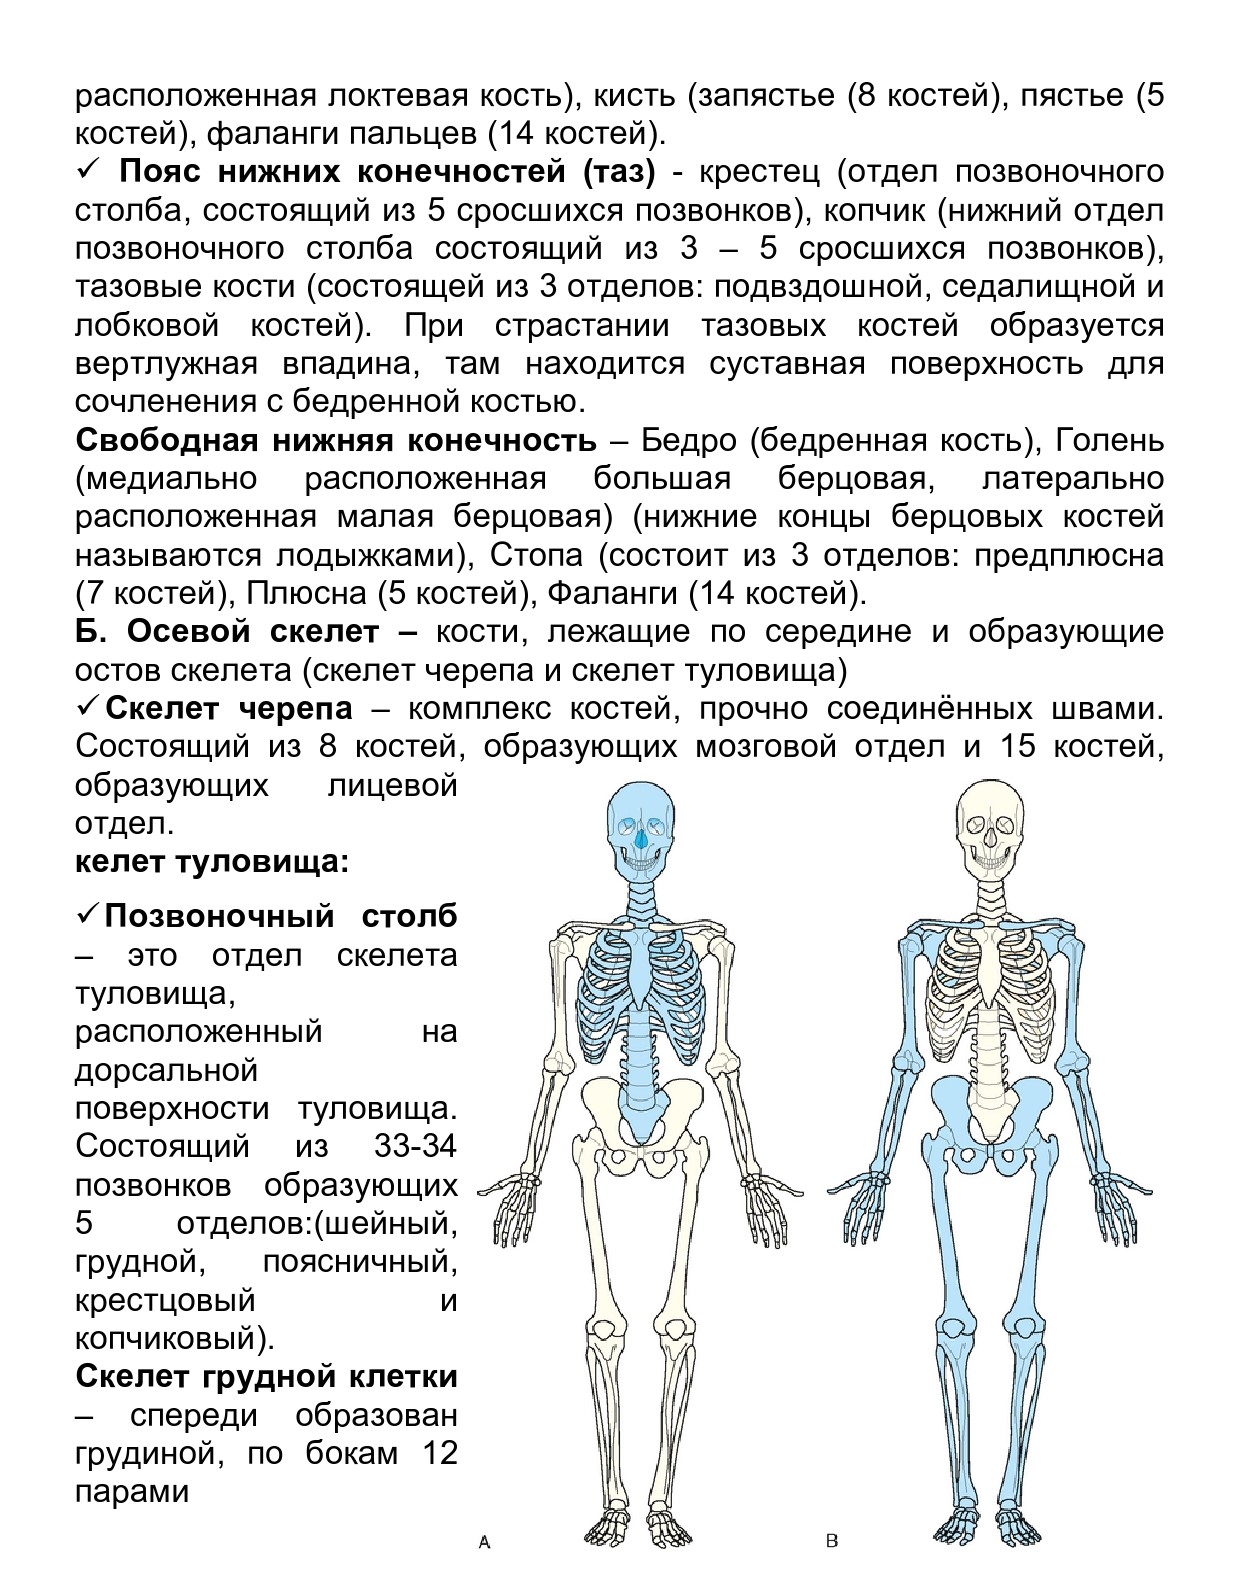 расположенная локтевая кость), кисть (запястье (8 костей), пястье (5
костей), фаланги пальцев (14 костей).
✓ Пояс нижних конечностей (таз) - крестец (отдел позвоночного
столба, состоящий из 5 сросшихся позвонков), копчик (нижний отдел
позвоночного столба состоящий из 3 – 5 сросшихся позвонков),
тазовые кости (состоящей из 3 отделов: подвздошной, седалищной и
лобковой костей). При страстании тазовых костей образуется
вертлужная впадина, там находится суставная поверхность для
сочленения с бедренной костью.
Свободная нижняя конечность – Бедро (бедренная кость), Голень
(медиально расположенная большая берцовая, латерально
расположенная малая берцовая) (нижние концы берцовых костей
называются лодыжками), Стопа (состоит из 3 отделов: предплюсна
(7 костей), Плюсна (5 костей), Фаланги (14 костей).
Б. Осевой скелет – кости, лежащие по середине и образующие
остов скелета (скелет черепа и скелет туловища)
✓ Скелет черепа – комплекс костей, прочно соединённых швами.
Состоящий из 8 костей, образующих мозговой отдел и 15 костей,
образующих лицевой
отдел.
келет туловища:
✓ Позвоночный столб
– это отдел скелета
туловища,
расположенный на
дорсальной
поверхности туловища.
Состоящий из 33-34
позвонков образующих
5 отделов:(шейный,
грудной, поясничный,
крестцовый и
копчиковый).
Скелет грудной клетки
– спереди образован
грудиной, по бокам 12
парами
A
B